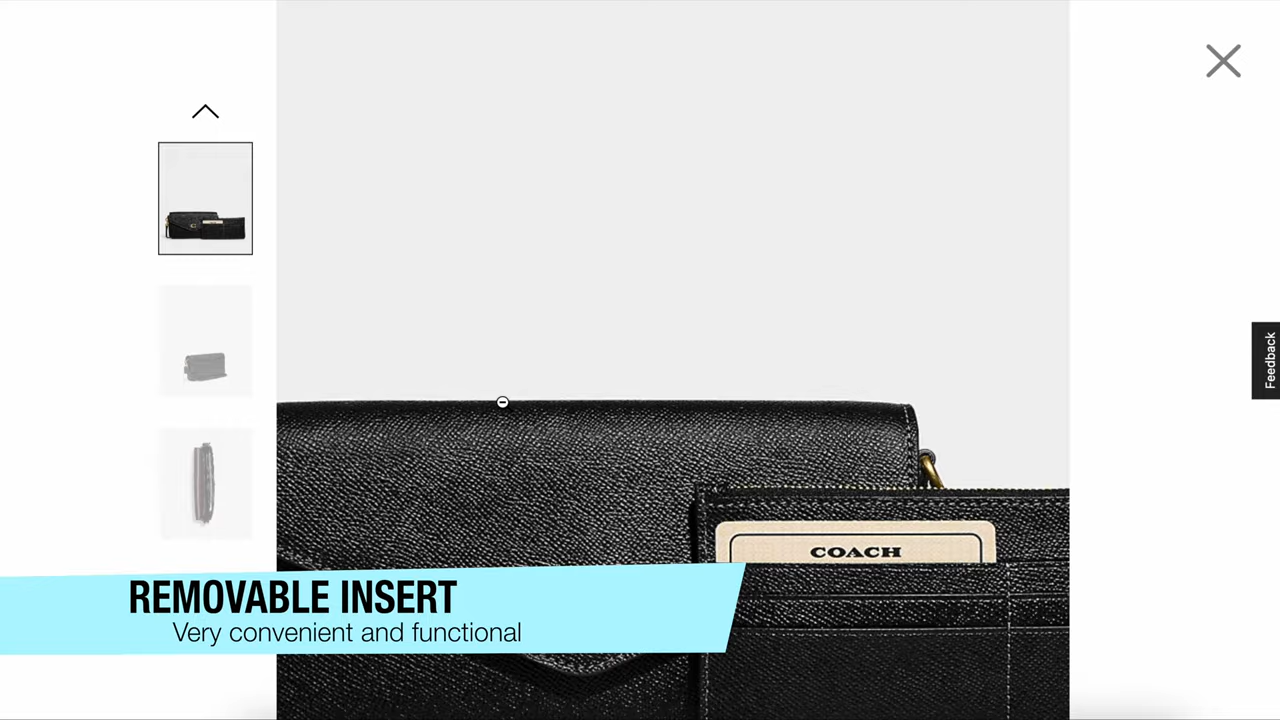 Feedback
COACH
REMOVABLE INSERT
Very convenient and functional